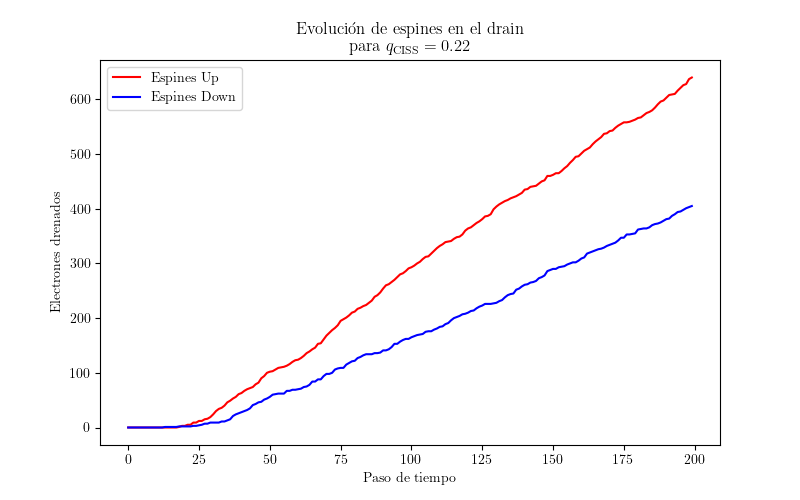 Evolución de espines en el drain
para $q_{\mathrm{CISS}} = 0.22$
Espines Up
Espines Down
Electrones drenados
600
500
400
300
200
100
0
0 25 50 75 100 125 150 175 200
Paso de tiempo